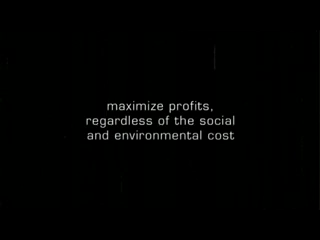 maximize profits,
regardless of the social
and environmental cost